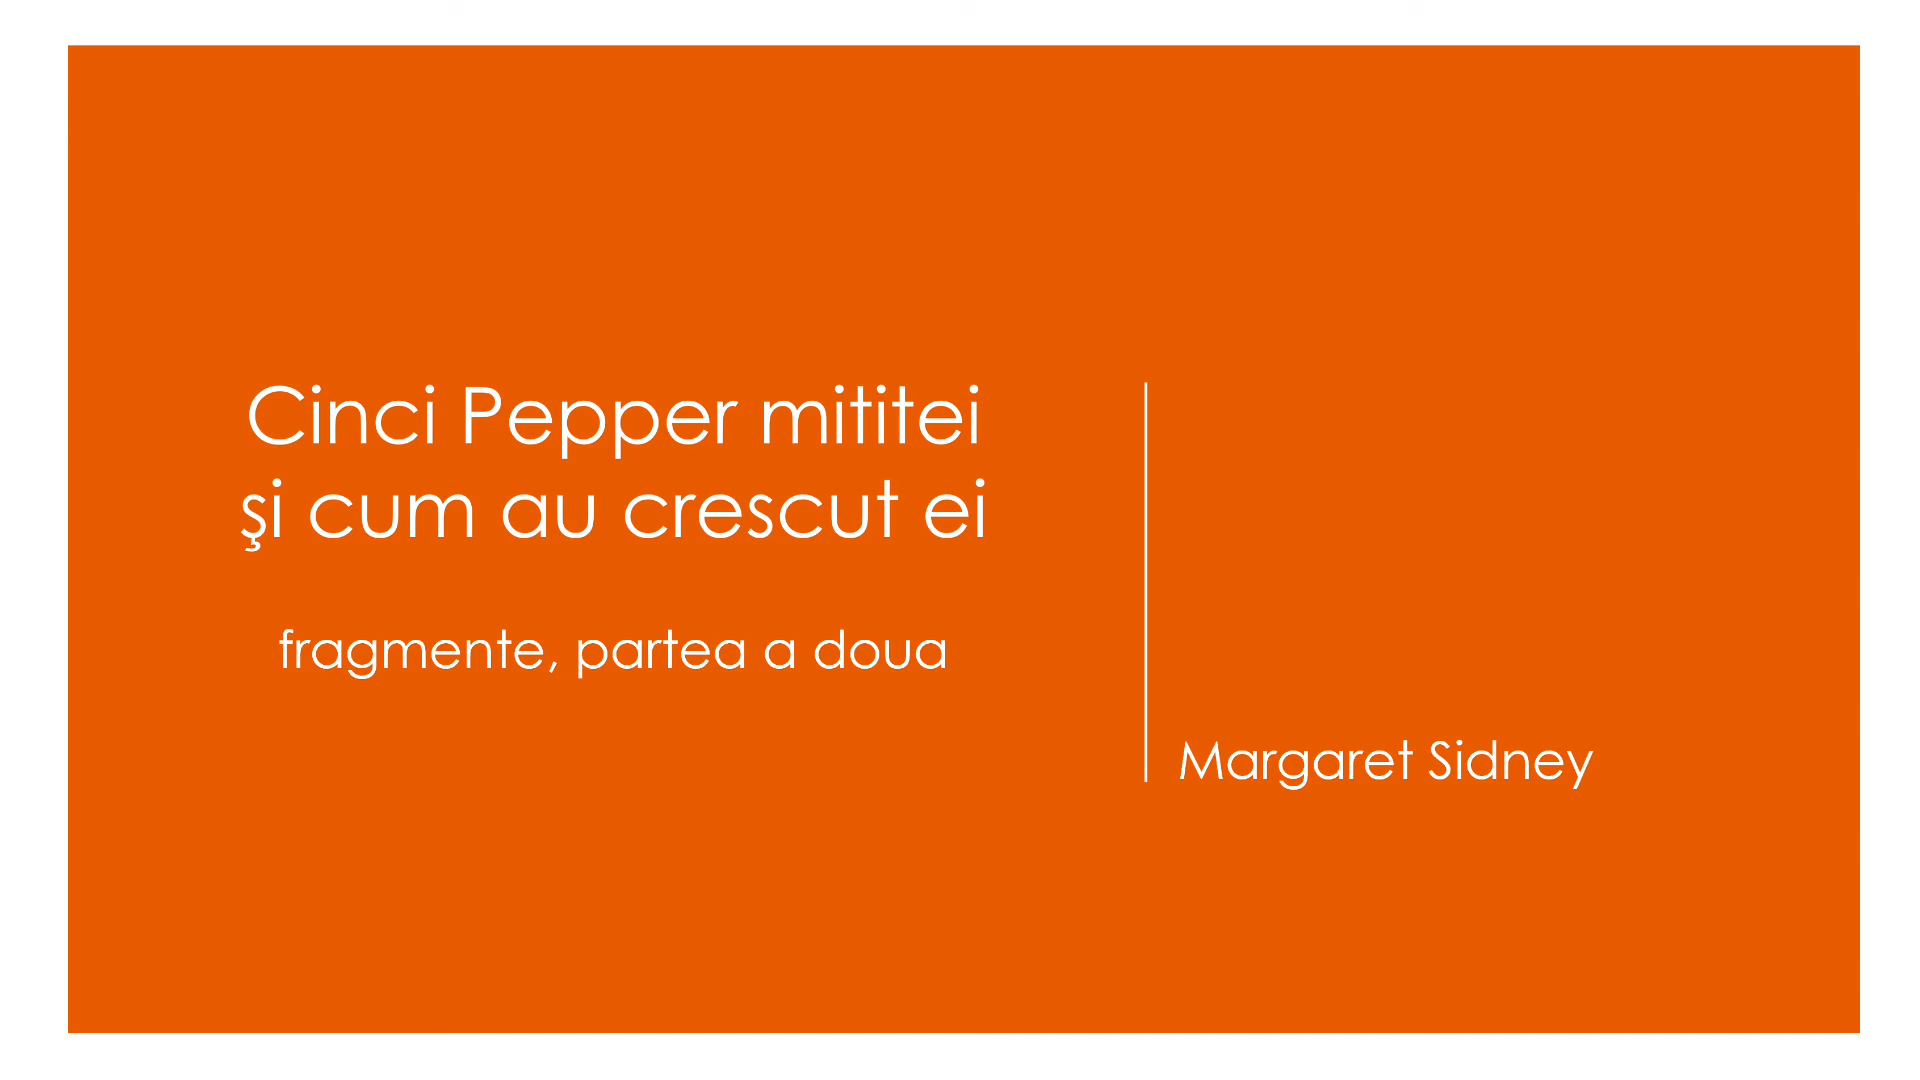 Cinci Pepper mititei
şi cum au crescut ei
fragmente, partea a doua
Margaret Sidney